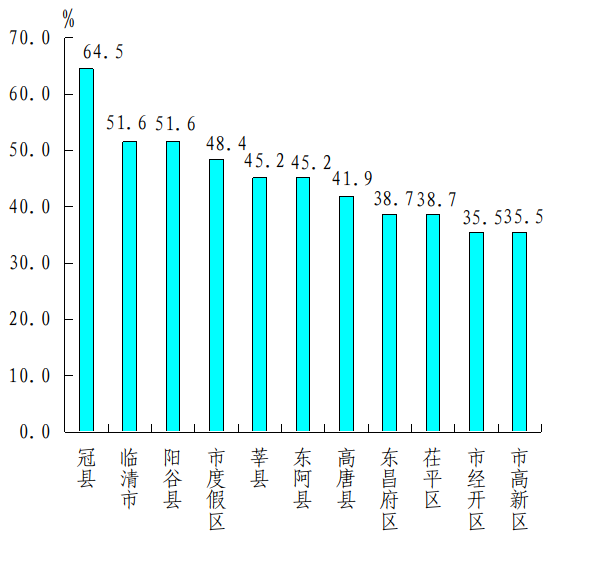 %
70.0
60.0
50.0
40.0
30.0
20.0
10.0
0.0
64.5
51.6
51.6
48.4
45.2
45.2
41.9
38.7
38.7
35.5
35.5
冠县
临清市
阳谷县
市度假区
莘县
东阿县
高唐县
东昌府区
茌平区
市经开区
市高新区